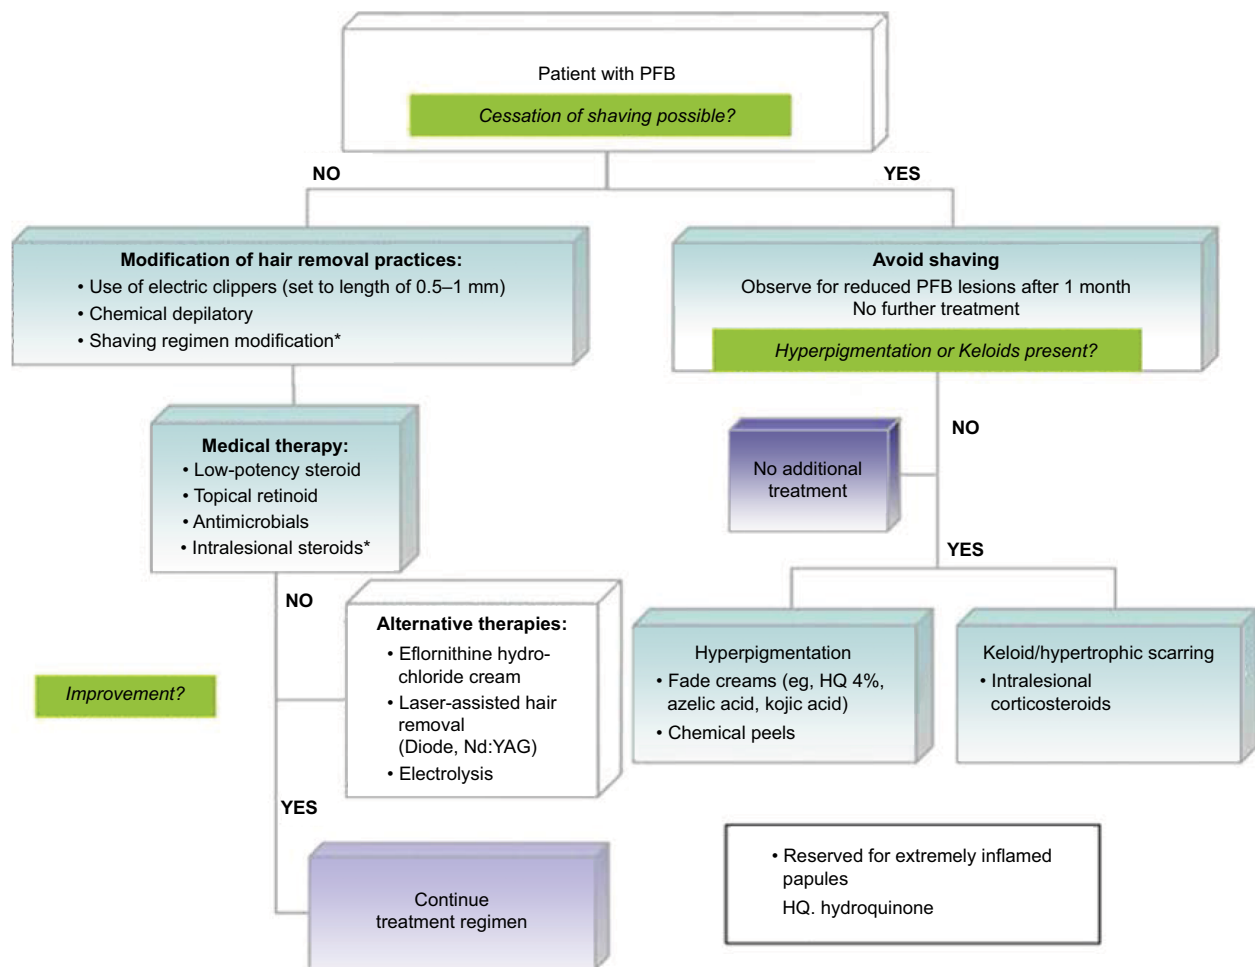 Patient with PFB
Cessation of shaving possible?
NO
YES
Modification of hair removal practices:
• Use of electric clippers (set to length of 0.5–1 mm)
• Chemical depilatory
• Shaving regimen modification*
Avoid shaving
Observe for reduced PFB lesions after 1 month
No further treatment
Hyperpigmentation or Keloids present?
Medical therapy:
• Low-potency steroid
• Topical retinoid
• Antimicrobials
• Intralesional steroids*
NO
No additional
treatment
YES
NO
Alternative therapies:
• Eflornithine hydro-
chloride cream
• Laser-assisted hair
removal
(Diode, Nd:YAG)
• Electrolysis
Improvement?
YES
Continue
treatment regimen
Hyperpigmentation
• Fade creams (eg, HQ 4%,
azelic acid, kojic acid)
• Chemical peels
Keloid/hypertrophic scarring
• Intralesional
corticosteroids
• Reserved for extremely inflamed
papules
HQ. hydroquinone